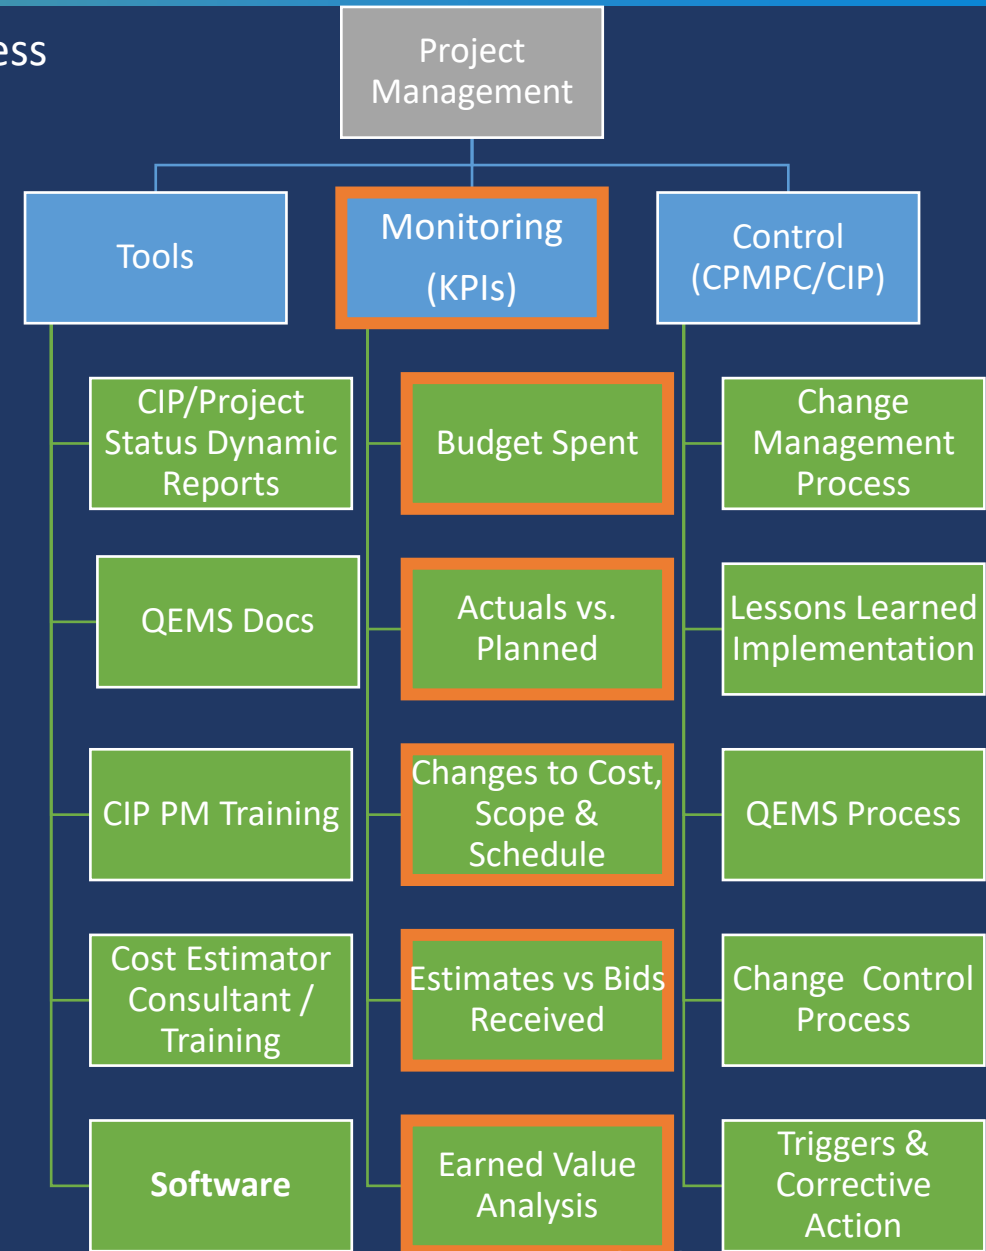 ess
Project
Management
Tools
Monitoring
(KPIs)
Control
(CPMPC/CIP)
CIP/Project
Status Dynamic
Reports
Budget Spent
Change
Management
Process
QEMS Docs
Actuals vs.
Planned
Lessons Learned
Implementation
CIP PM Training
Changes to Cost,
Scope &
Schedule
QEMS Process
Cost Estimator
Consultant /
Training
Estimates vs Bids
Received
Change Control
Process
Software
Earned Value
Analysis
Triggers &
Corrective
Action